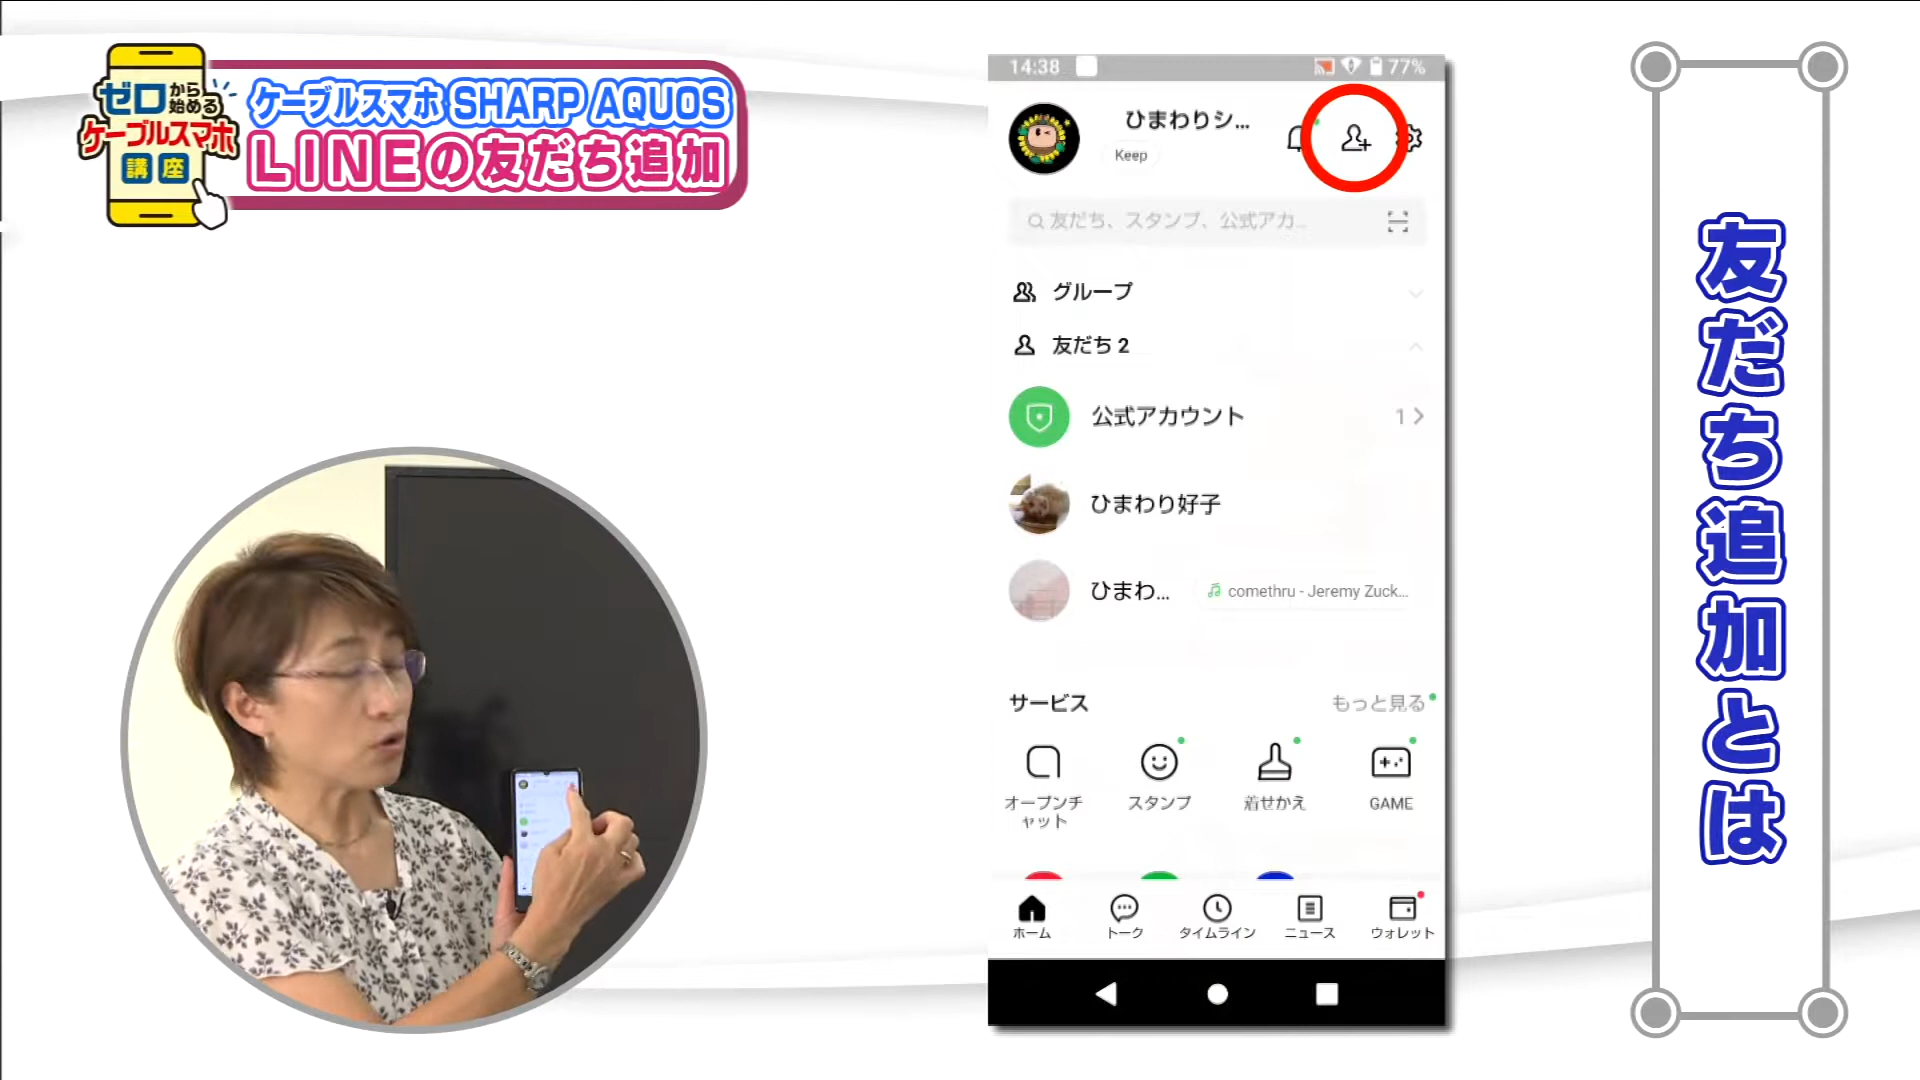 ゼロから始める
ケーブルスマホ
講座
ケーブルスマホ SHARP AQUOS
LINEの友だち追加
14:38
77%
ひまわりシ...
Keep
友だち、スタンプ、公式アカ...
グループ
友だち 2
公式アカウント
1
ひまわり好子
ひまわ...
comethru - Jeremy Zuck...
サービス
もっと見る
オープンチャット
スタンプ
着せかえ
GAME
ホーム
トーク
タイムライン
ニュース
ウォレット
友だち追加とは